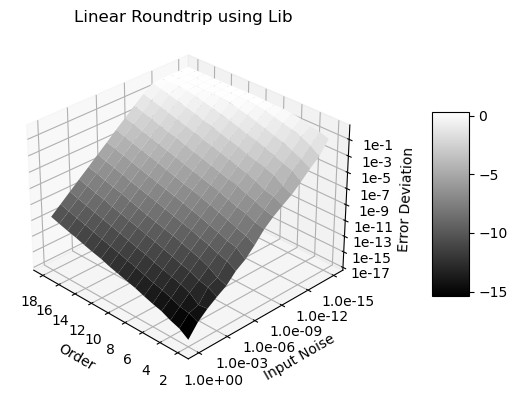 Linear Roundtrip using Lib
0
−5
−10
−15
1e-1
1e-3
1e-5
1e-7
1e-9
1e-11
1e-13
1e-15
1e-17
Error Deviation
18
16
14
12
10
8
6
4
2
Order
1.0e-15
1.0e-12
1.0e-09
1.0e-06
1.0e-03
1.0e+00
Input Noise